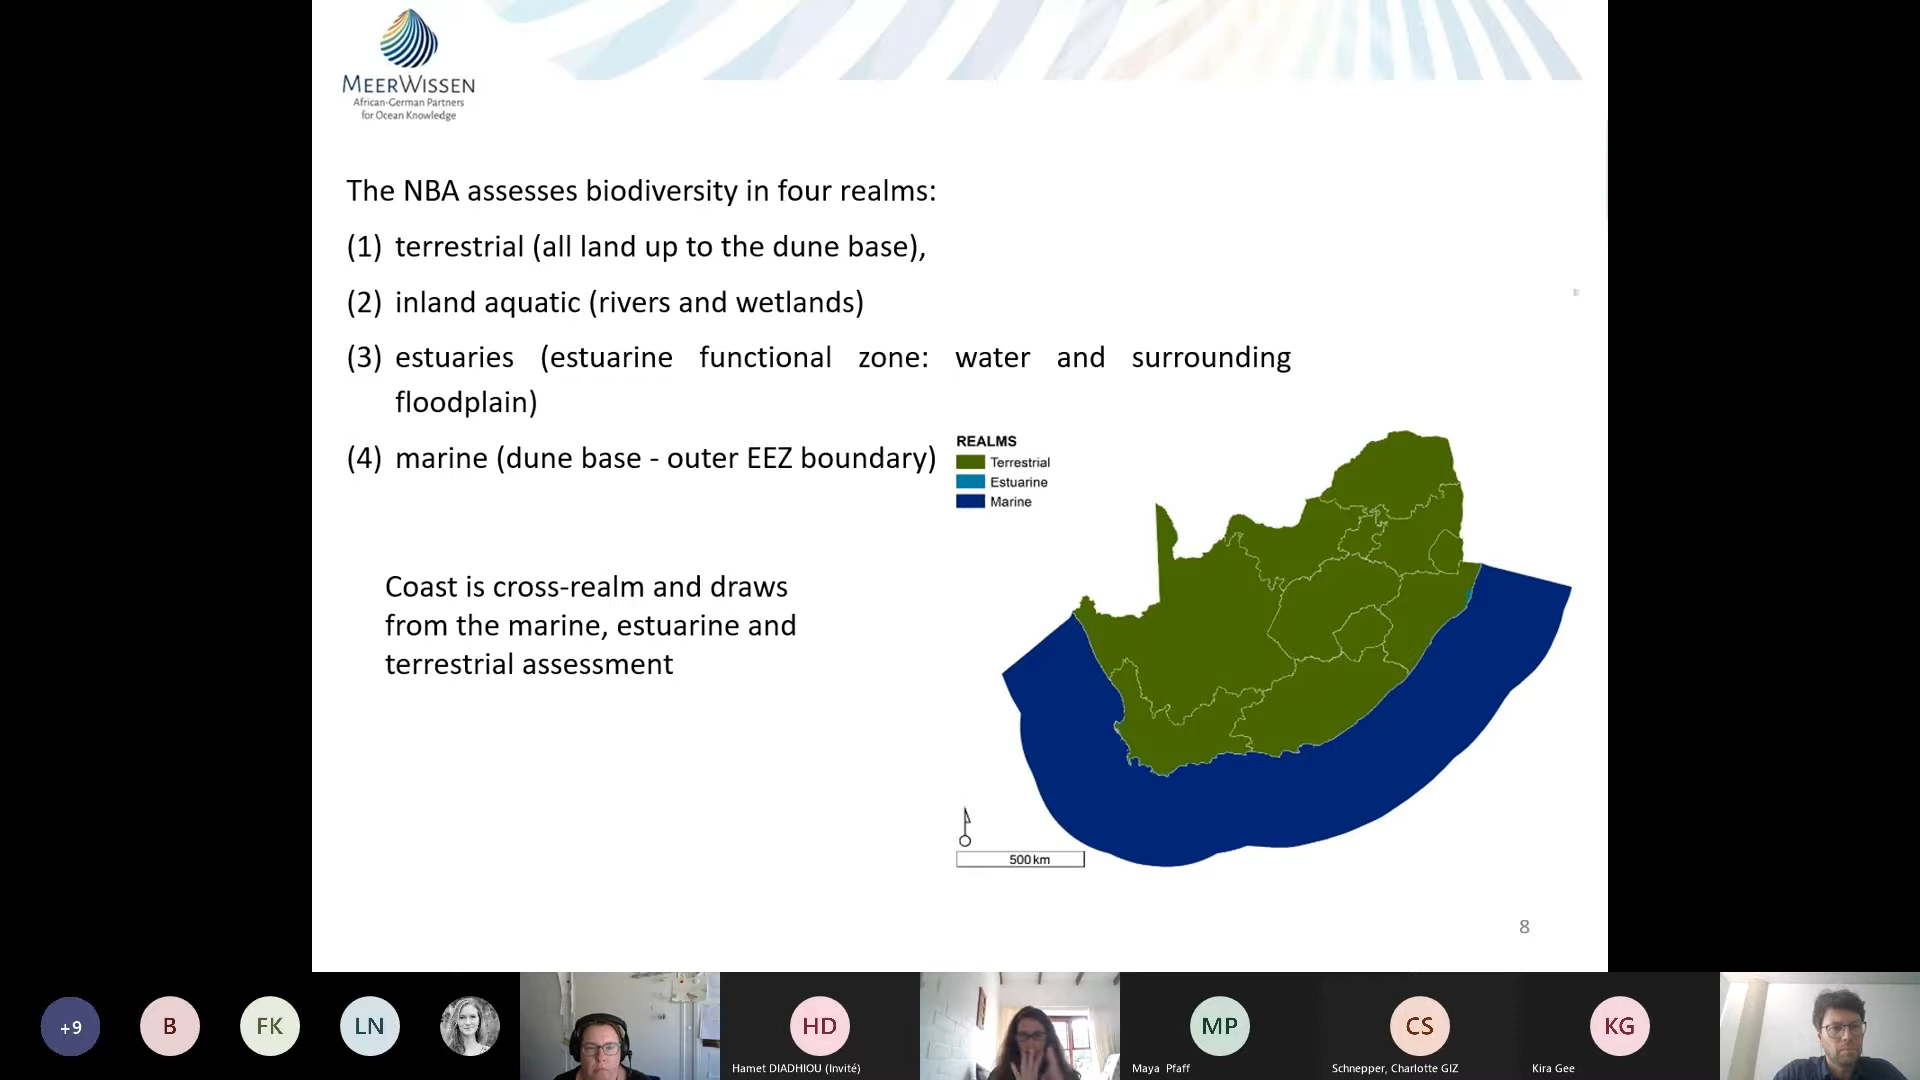 MEERWISSEN
African-German Partners
for Ocean Knowledge
The NBA assesses biodiversity in four realms:
(1) terrestrial (all land up to the dune base),
(2) inland aquatic (rivers and wetlands)
(3) estuaries (estuarine functional zone: water and surrounding
floodplain)
(4) marine (dune base - outer EEZ boundary)
REALMS
Terrestrial
Estuarine
Marine
Coast is cross-realm and draws
from the marine, estuarine and
terrestrial assessment
500 km
8
+9
B
FK
LN
HD
MP
CS
KG
Hamet DIADHIOU (Invité)
Maya Pfaff
Schnepper, Charlotte GIZ
Kira Gee